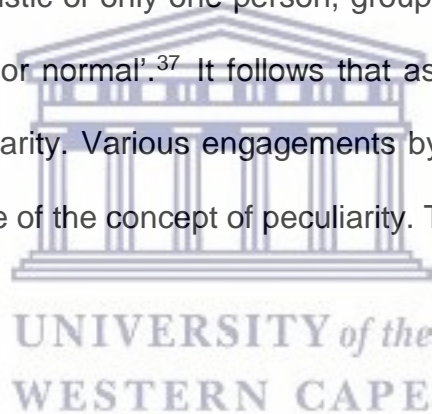 stic of only one person, group
or normal’.³⁷ It follows that as
arity. Various engagements by
e of the concept of peculiarity. T
UNIVERSITY of the
WESTERN CAPE